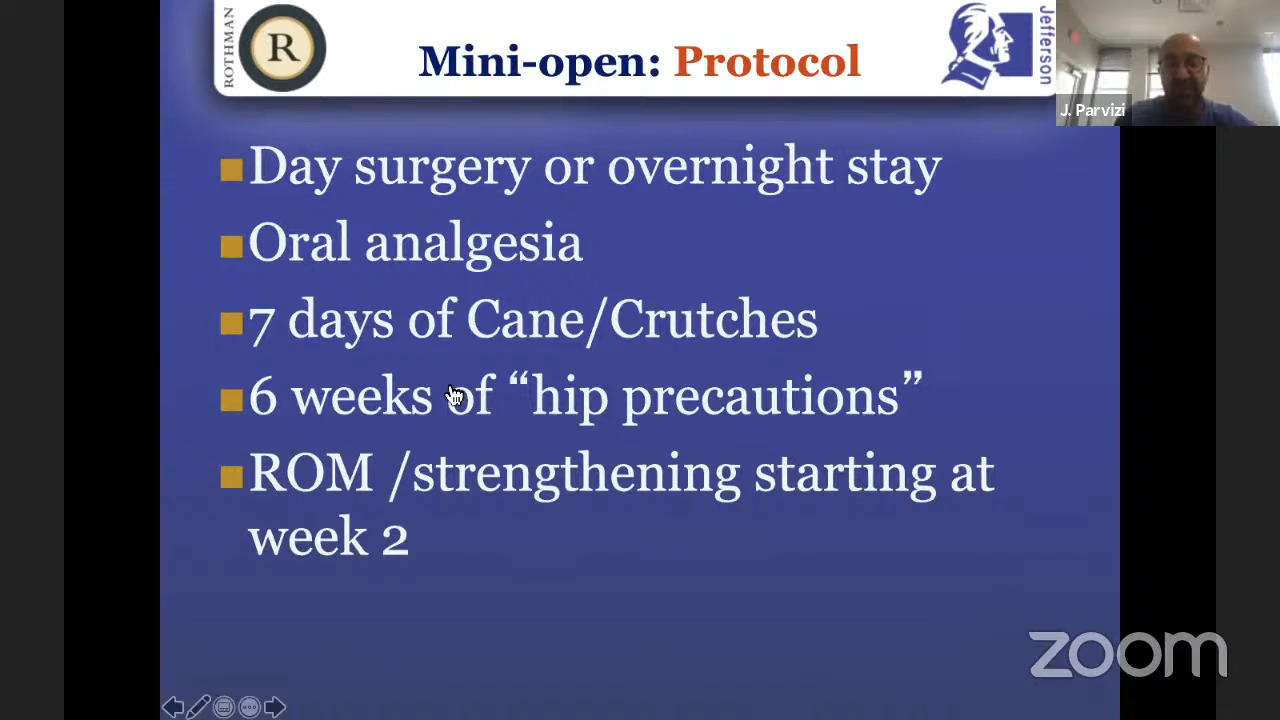 ROTHMAN
R
Mini-open: Protocol
Jefferson
J. Parvizi
Day surgery or overnight stay
Oral analgesia
7 days of Cane/Crutches
6 weeks of “hip precautions”
ROM /strengthening starting at
week 2
zoom